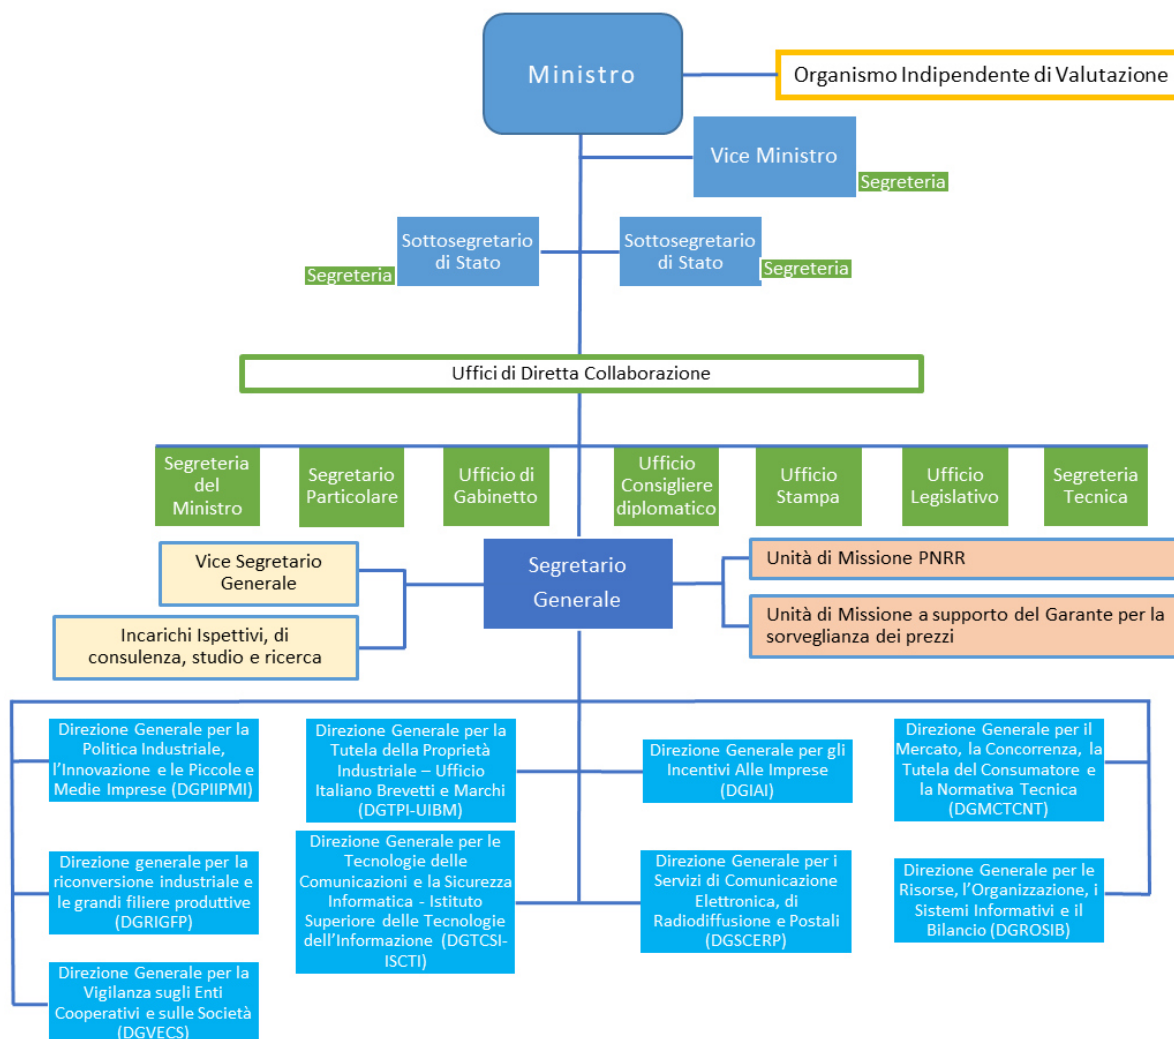 Ministro
Organismo Indipendente di Valutazione
Vice Ministro
Segreteria
Sottosegretario
di Stato
Segreteria
Sottosegretario
di Stato
Segreteria
Uffici di Diretta Collaborazione
Segreteria
del
Ministro
Segretario
Particolare
Ufficio di
Gabinetto
Ufficio
Consigliere
diplomatico
Ufficio
Stampa
Ufficio
Legislativo
Segreteria
Tecnica
Vice Segretario
Generale
Incarichi Ispettivi, di
consulenza, studio e ricerca
Segretario
Generale
Unità di Missione PNRR
Unità di Missione a supporto del Garante per la
sorveglianza dei prezzi
Direzione Generale per la
Politica Industriale,
l'Innovazione e le Piccole e
Medie Imprese (DGPIIPMI)
Direzione Generale per la
Tutela della Proprietà
Industriale – Ufficio
Italiano Brevetti e Marchi
(DGTPI-UIBM)
Direzione Generale per gli
Incentivi Alle Imprese
(DGIAI)
Direzione Generale per il
Mercato, la Concorrenza, la
Tutela del Consumatore e
la Normativa Tecnica
(DGMCTCNT)
Direzione generale per la
riconversione industriale e
le grandi filiere produttive
(DGRIGFP)
Direzione Generale per le
Tecnologie delle
Comunicazioni e la Sicurezza
Informatica - Istituto
Superiore delle Tecnologie
dell'Informazione (DGTCSI-
ISCTI)
Direzione Generale per i
Servizi di Comunicazione
Elettronica, di
Radiodiffusione e Postali
(DGSCERP)
Direzione Generale per le
Risorse, l'Organizzazione, i
Sistemi Informativi e il
Bilancio (DGROSIB)
Direzione Generale per la
Vigilanza sugli Enti
Cooperativi e sulle Società
(DGVECS)